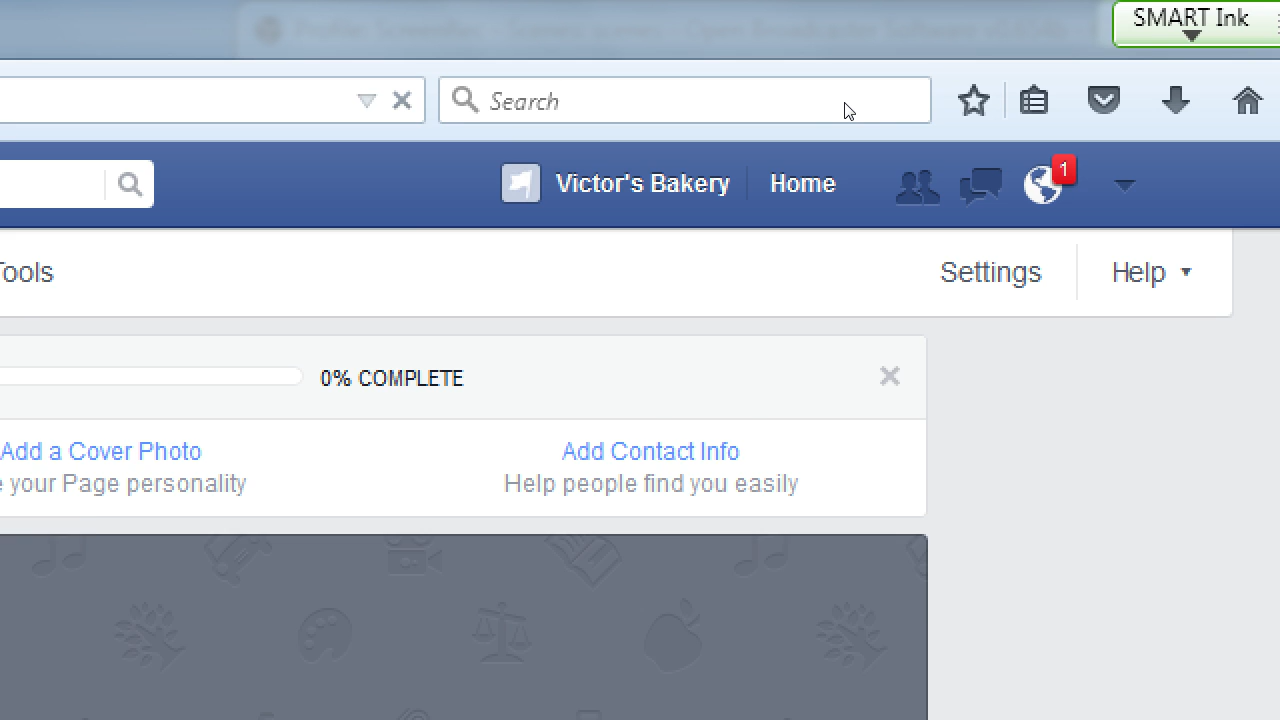 SMART Ink
Search
Victor's Bakery
Home
1
Tools
Settings
Help
0% COMPLETE
Add a Cover Photo
Add Contact Info
your Page personality
Help people find you easily